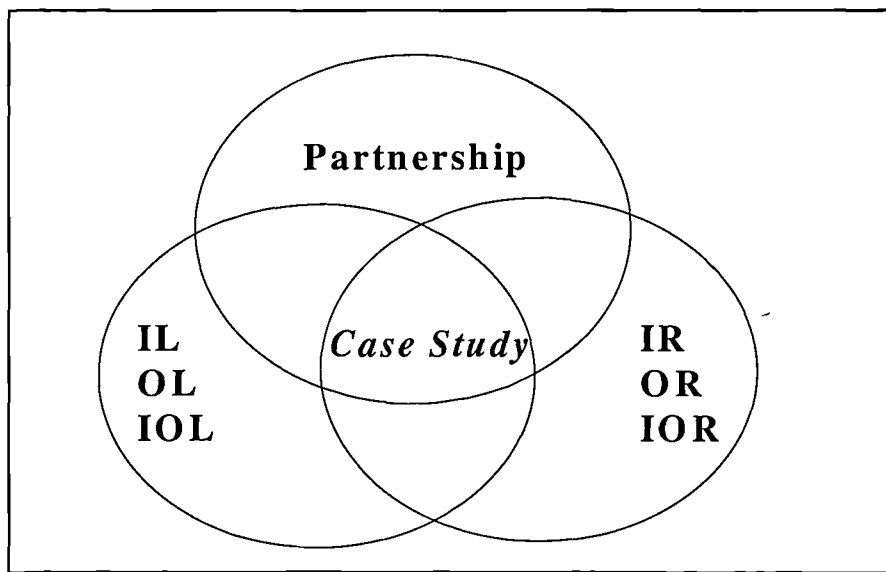 Partnership
Case Study
IL
OL
IOL
IR
OR
IOR